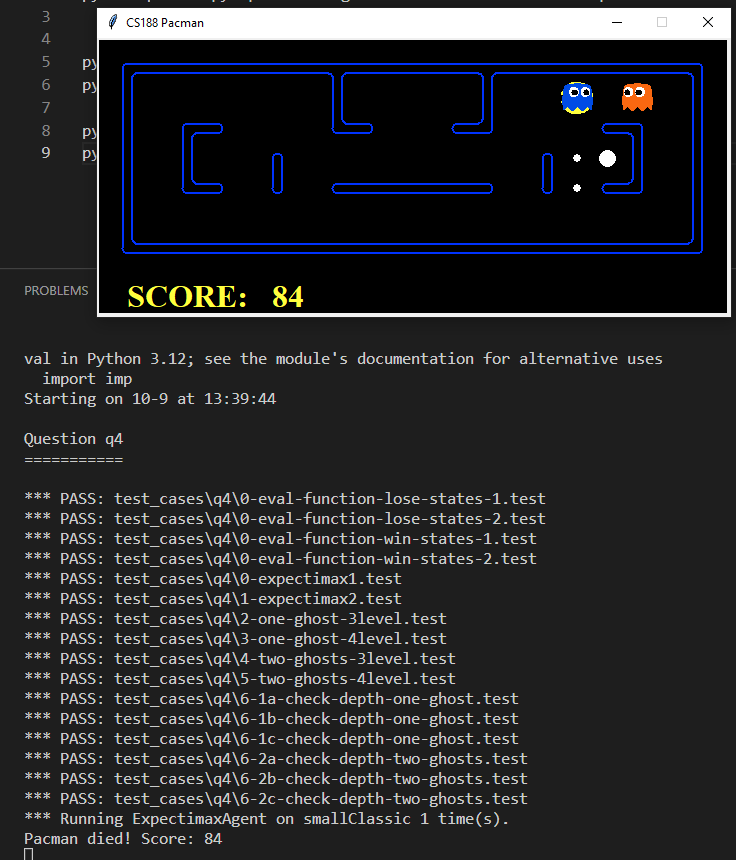 3
CS188 Pacman
4
5 py
6 py
7
8 py
9 py
SCORE: 84
PROBLEMS
val in Python 3.12; see the module's documentation for alternative uses
  import imp
Starting on 10-9 at 13:39:44
Question q4
===========
*** PASS: test_cases\q4\0-eval-function-lose-states-1.test
*** PASS: test_cases\q4\0-eval-function-lose-states-2.test
*** PASS: test_cases\q4\0-eval-function-win-states-1.test
*** PASS: test_cases\q4\0-eval-function-win-states-2.test
*** PASS: test_cases\q4\0-expectimax1.test
*** PASS: test_cases\q4\1-expectimax2.test
*** PASS: test_cases\q4\2-one-ghost-3level.test
*** PASS: test_cases\q4\3-one-ghost-4level.test
*** PASS: test_cases\q4\4-two-ghosts-3level.test
*** PASS: test_cases\q4\5-two-ghosts-4level.test
*** PASS: test_cases\q4\6-1a-check-depth-one-ghost.test
*** PASS: test_cases\q4\6-1b-check-depth-one-ghost.test
*** PASS: test_cases\q4\6-1c-check-depth-one-ghost.test
*** PASS: test_cases\q4\6-2a-check-depth-two-ghosts.test
*** PASS: test_cases\q4\6-2b-check-depth-two-ghosts.test
*** PASS: test_cases\q4\6-2c-check-depth-two-ghosts.test
*** Running ExpectimaxAgent on smallClassic 1 time(s).
Pacman died! Score: 84